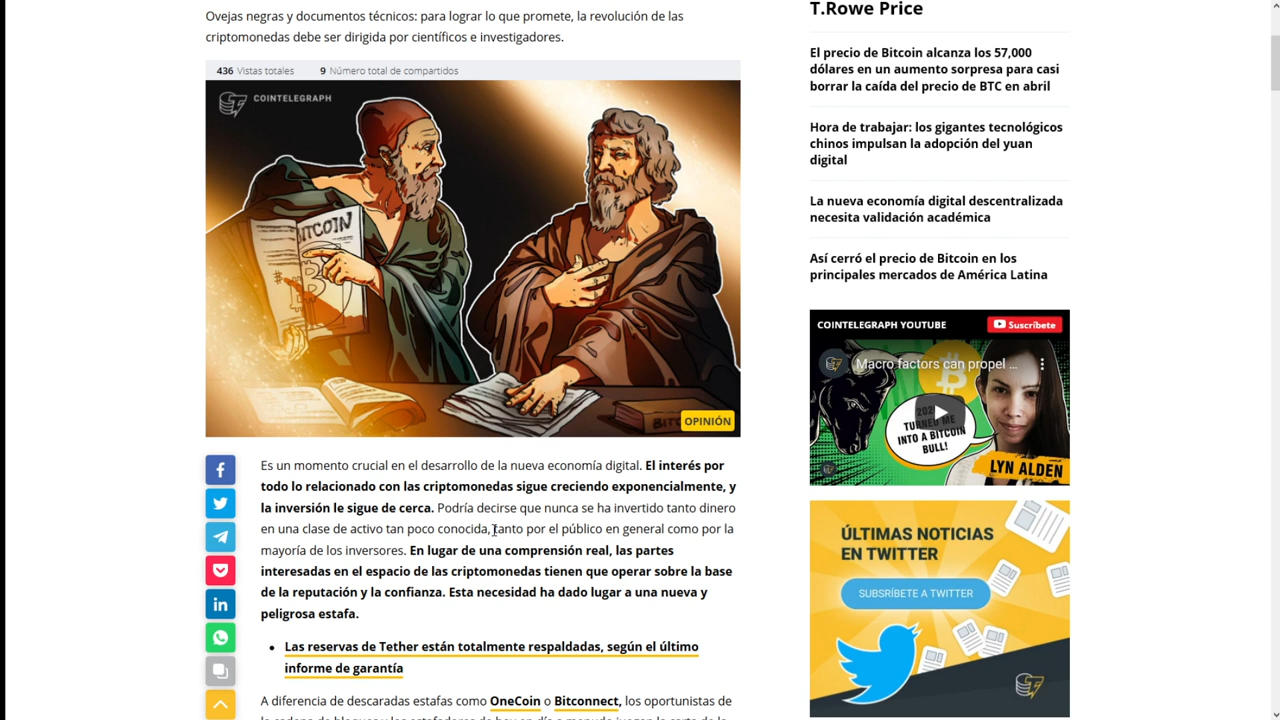 Ovejas negras y documentos técnicos: para lograr lo que promete, la revolución de las
criptomonedas debe ser dirigida por científicos e investigadores.
436 Vistas totales
9 Número total de compartidos
COINTELEGRAPH
BITCOIN
OPINIÓN
Es un momento crucial en el desarrollo de la nueva economía digital. El interés por
todo lo relacionado con las criptomonedas sigue creciendo exponencialmente, y
la inversión le sigue de cerca. Podría decirse que nunca se ha invertido tanto dinero
en una clase de activo tan poco conocida, tanto por el público en general como por la
mayoría de los inversores. En lugar de una comprensión real, las partes
interesadas en el espacio de las criptomonedas tienen que operar sobre la base
de la reputación y la confianza. Esta necesidad ha dado lugar a una nueva y
peligrosa estafa.
Las reservas de Tether están totalmente respaldadas, según el último
informe de garantía
A diferencia de descaradas estafas como OneCoin o Bitconnect, los oportunistas de
T.Rowe Price
El precio de Bitcoin alcanza los 57,000
dólares en un aumento sorpresa para casi
borrar la caída del precio de BTC en abril
Hora de trabajar: los gigantes tecnológicos
chinos impulsan la adopción del yuan
digital
La nueva economía digital descentralizada
necesita validación académica
Así cerró el precio de Bitcoin en los
principales mercados de América Latina
COINTELEGRAPH YOUTUBE
Suscríbete
Macro factors can propel ...
TURNED ME
INTO A BITCOIN
BULL!
LYN ALDEN
ÚLTIMAS NOTICIAS
EN TWITTER
SUBSRÍBETE A TWITTER